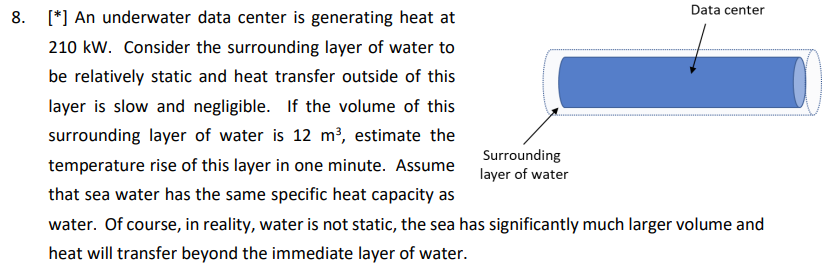 8. [*] An underwater data center is generating heat at
210 kW. Consider the surrounding layer of water to
be relatively static and heat transfer outside of this
layer is slow and negligible. If the volume of this
surrounding layer of water is 12 m³, estimate the
temperature rise of this layer in one minute. Assume
that sea water has the same specific heat capacity as
water. Of course, in reality, water is not static, the sea has significantly much larger volume and
heat will transfer beyond the immediate layer of water.
Data center
Surrounding
layer of water